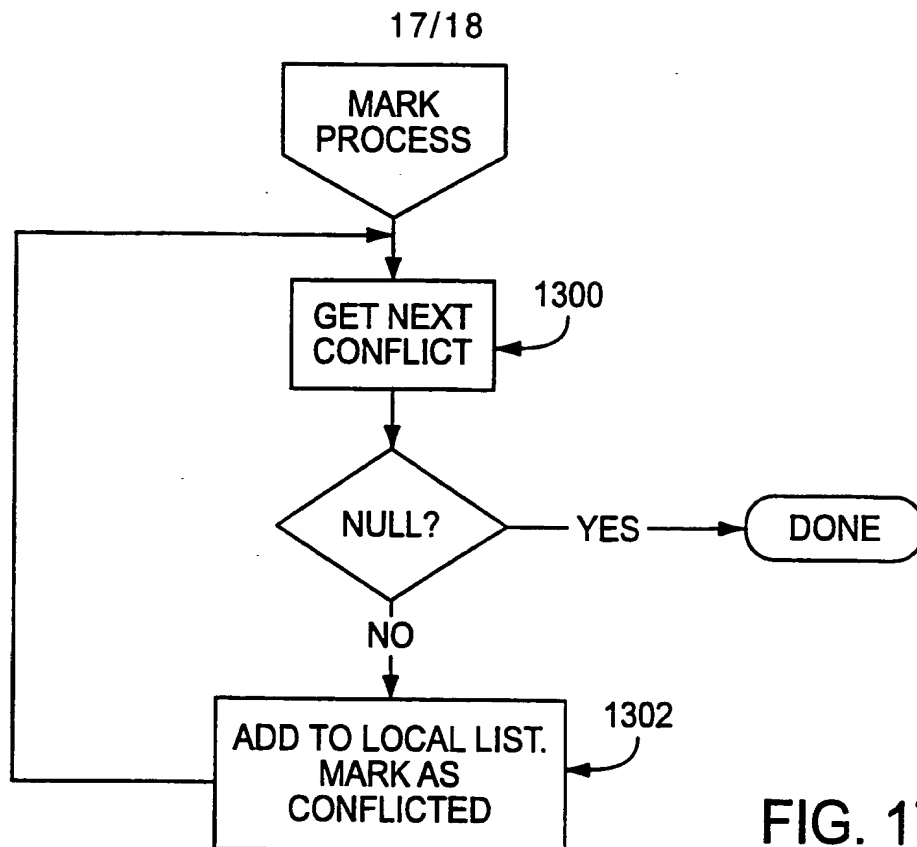 17/18
MARK
PROCESS
1300
GET NEXT
CONFLICT
NULL?
YES
DONE
NO
1302
ADD TO LOCAL LIST.
MARK AS
CONFLICTED
FIG.